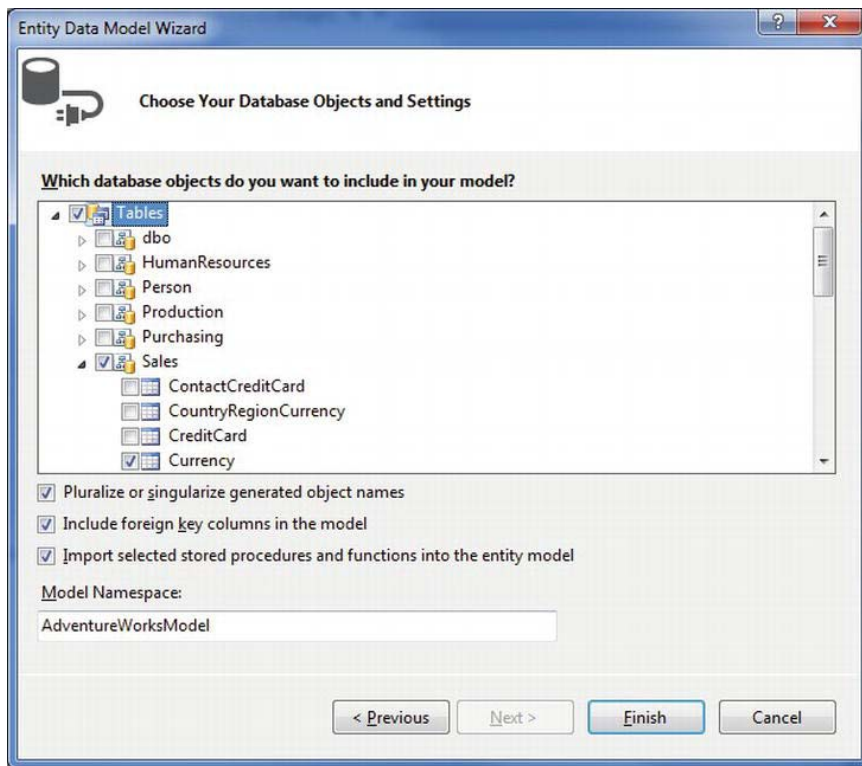 Entity Data Model Wizard
Choose Your Database Objects and Settings
Which database objects do you want to include in your model?
Tables
dbo
HumanResources
Person
Production
Purchasing
Sales
ContactCreditCard
CountryRegionCurrency
CreditCard
Currency
Pluralize or singularize generated object names
Include foreign key columns in the model
Import selected stored procedures and functions into the entity model
Model Namespace:
AdventureWorksModel
< Previous Next > Finish Cancel